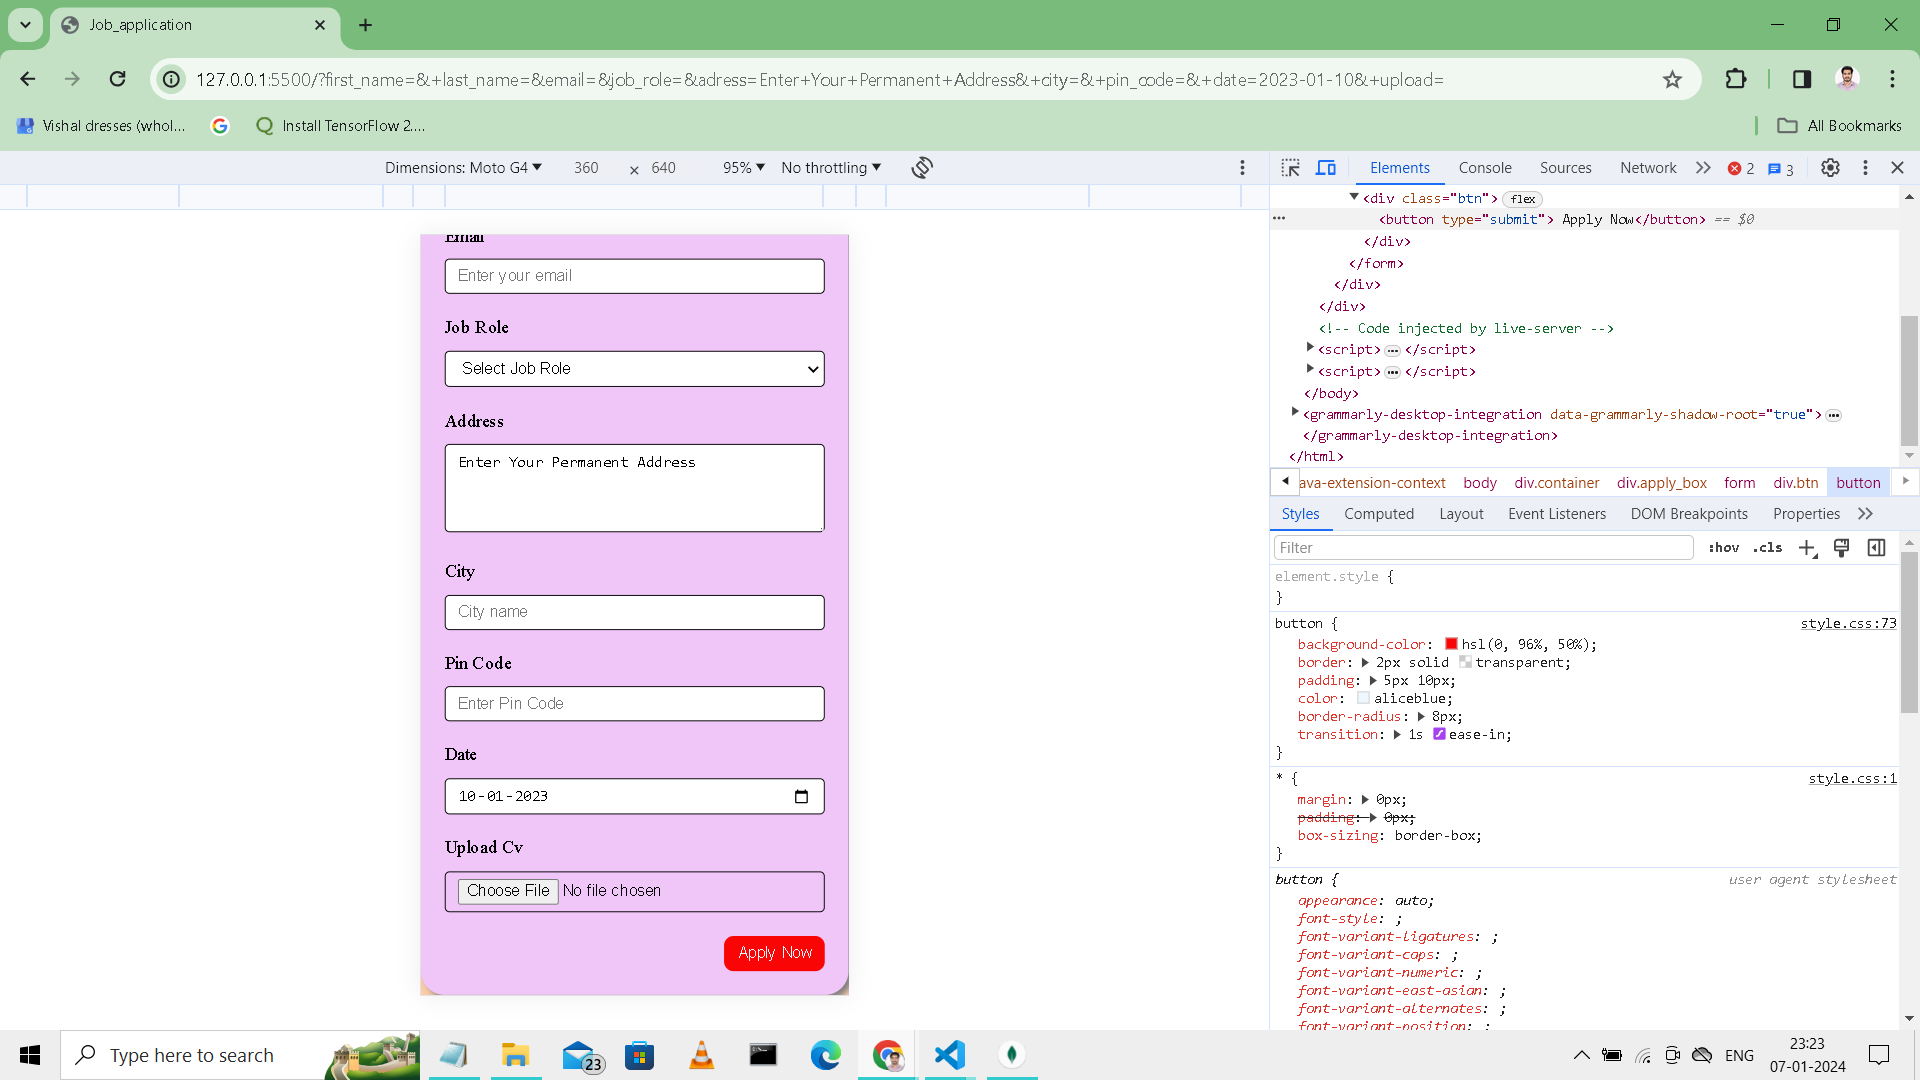 Job_application
127.0.0.1:5500/?first_name=&+last_name=&email=&job_role=&adress=Enter+Your+Permanent+Address&+city=&+pin_code=&+date=2023-01-10&+upload=
Vishal dresses (whol...
Install TensorFlow 2....
All Bookmarks
Dimensions: Moto G4 ▼ 360 × 640 95% ▼ No throttling ▼
Elements Console Sources Network 2 3
Email
Enter your email
Job Role
Select Job Role
Address
Enter Your Permanent Address
City
City name
Pin Code
Enter Pin Code
Date
10-01-2023
Upload Cv
Choose File No file chosen
Apply Now
<div class="btn"> flex
<button type="submit"> Apply Now</button> == $0
</div>
</form>
</div>
</div>
<!-- Code injected by live-server -->
<script> </script>
<script> </script>
</body>
<grammarly-desktop-integration data-grammarly-shadow-root="true">
</grammarly-desktop-integration>
</html>
ava-extension-context body div.container div.apply_box form div.btn button
Styles Computed Layout Event Listeners DOM Breakpoints Properties
Filter :hov .cls
element.style {
}
button { style.css:73
background-color: hsl(0, 96%, 50%);
border: 2px solid transparent;
padding: 5px 10px;
color: aliceblue;
border-radius: 8px;
transition: 1s ease-in;
}
* { style.css:1
margin: 0px;
padding: 0px;
box-sizing: border-box;
}
button { user agent stylesheet
appearance: auto;
font-style: ;
font-variant-ligatures: ;
font-variant-caps: ;
font-variant-numeric: ;
font-variant-east-asian: ;
font-variant-alternates: ;
font-variant-position: ;
Type here to search
23
ENG
23:23
07-01-2024